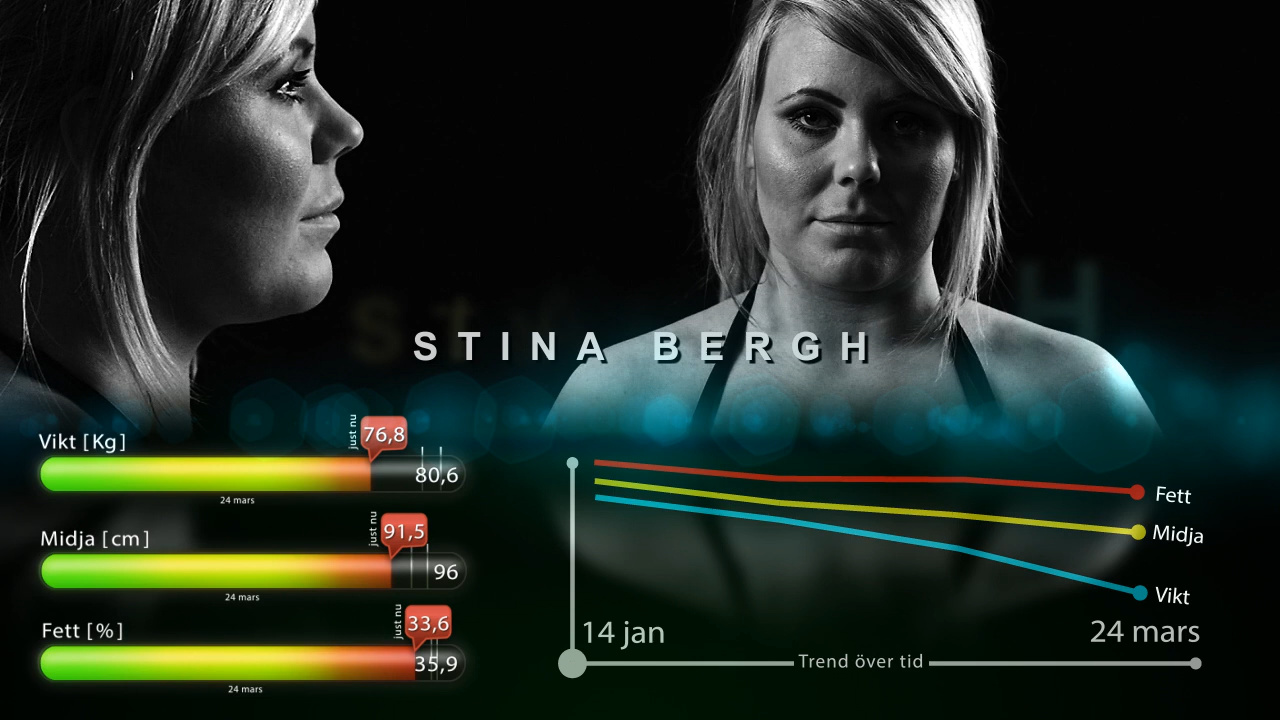 STINA BERGH
Vikt [Kg]
just nu
76,8
80,6
24 mars
Midja [cm]
just nu
91,5
96
24 mars
Fett [%]
just nu
33,6
35,9
24 mars
Fett
Midja
Vikt
14 jan
24 mars
Trend över tid